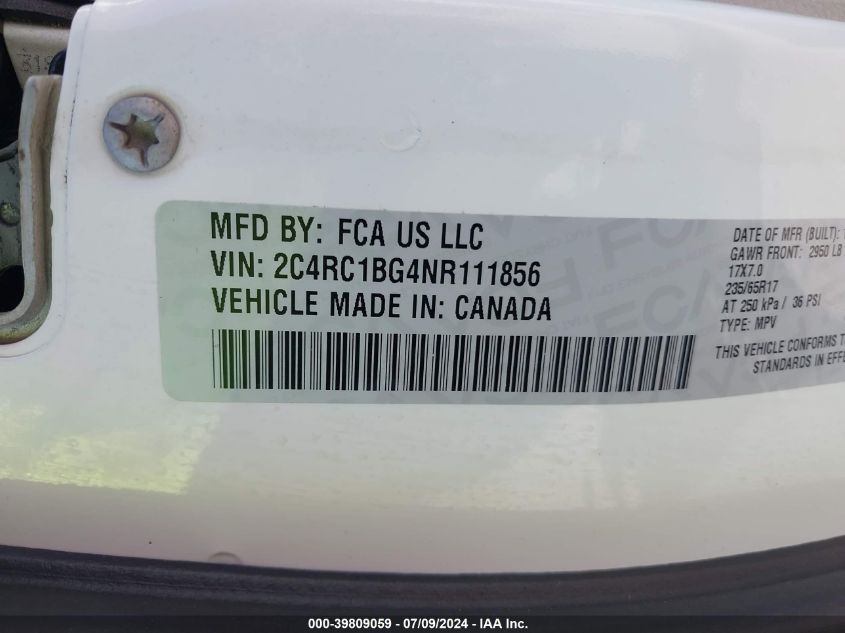 MFD BY: FCA US LLC
VIN: 2C4RC1BG4NR111856
VEHICLE MADE IN: CANADA
DATE OF MFR (BUILT):
GAWR FRONT: 2950 LB
17X7.0
235/65R17
AT 250 kPa / 36 PSI
TYPE: MPV
THIS VEHICLE CONFORMS
STANDARDS IN
000-39809059 - 07/09/2024 - IAA Inc.